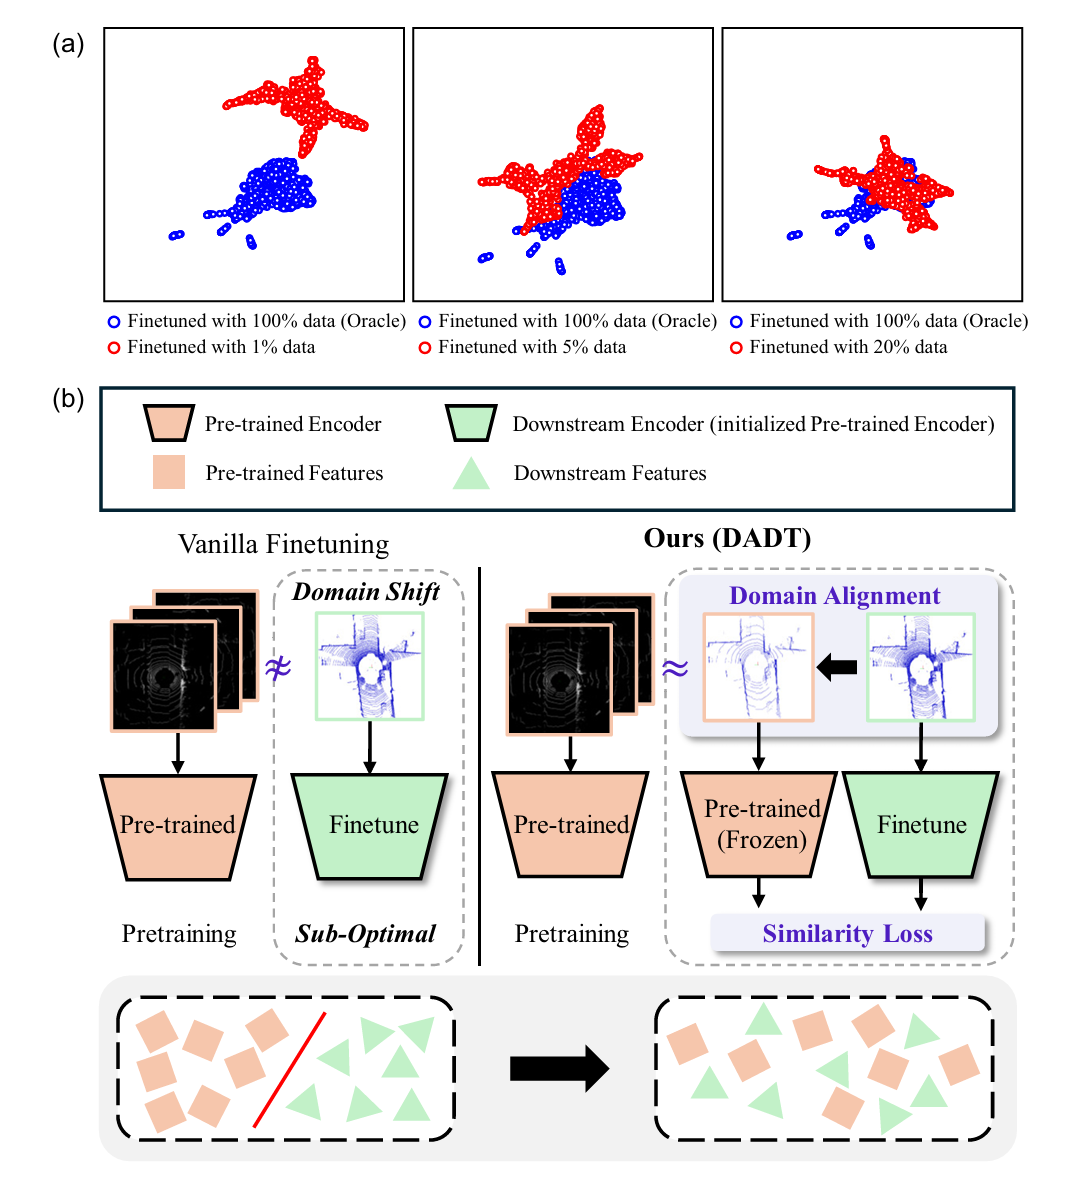 (a)
Finetuned with 100% data (Oracle)
Finetuned with 1% data
Finetuned with 100% data (Oracle)
Finetuned with 5% data
Finetuned with 100% data (Oracle)
Finetuned with 20% data
(b)
Pre-trained Encoder
Downstream Encoder (initialized Pre-trained Encoder)
Pre-trained Features
Downstream Features
Vanilla Finetuning
Domain Shift
≉
Pre-trained
Finetune
Pretraining
Sub-Optimal
Ours (DADT)
Domain Alignment
≈
Pre-trained
Pre-trained
(Frozen)
Finetune
Pretraining
Similarity Loss